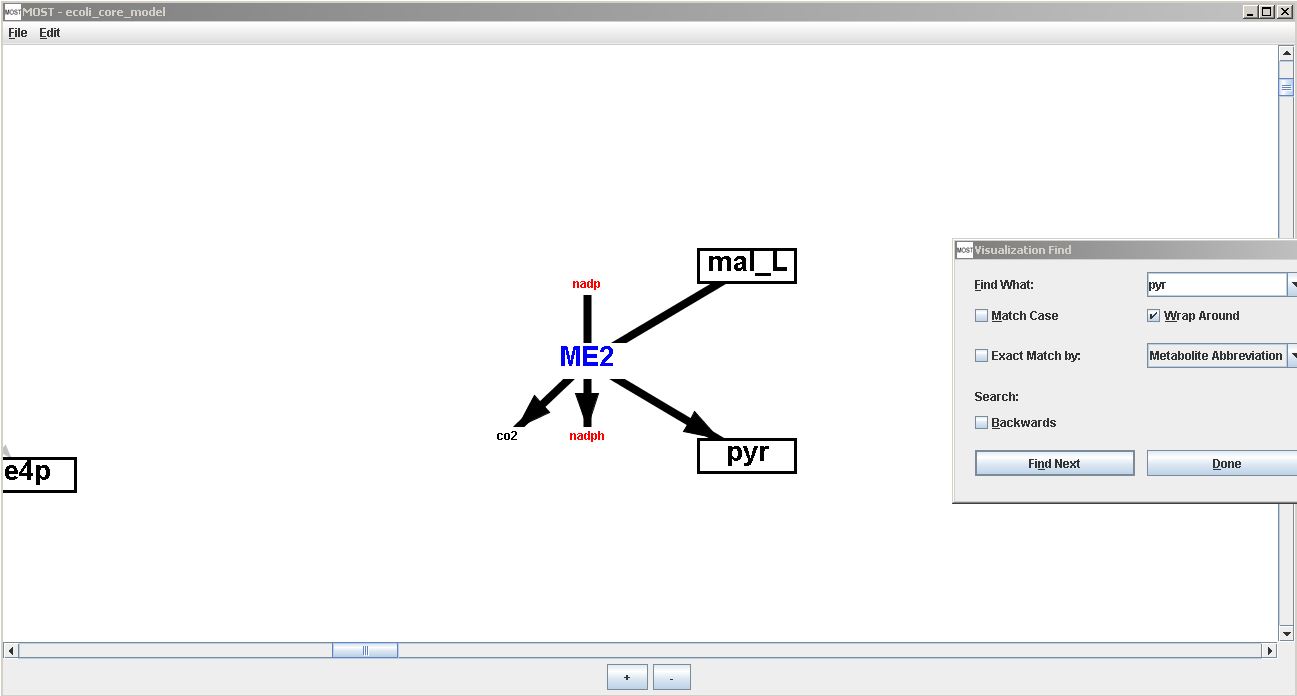 MOST MOST - ecoli_core_model
File Edit
mal_L
nadp
ME2
co2
nadph
pyr
e4p
MOST Visualization Find
Find What: pyr
Match Case Wrap Around
Exact Match by: Metabolite Abbreviation
Search:
Backwards
Find Next Done
+ -